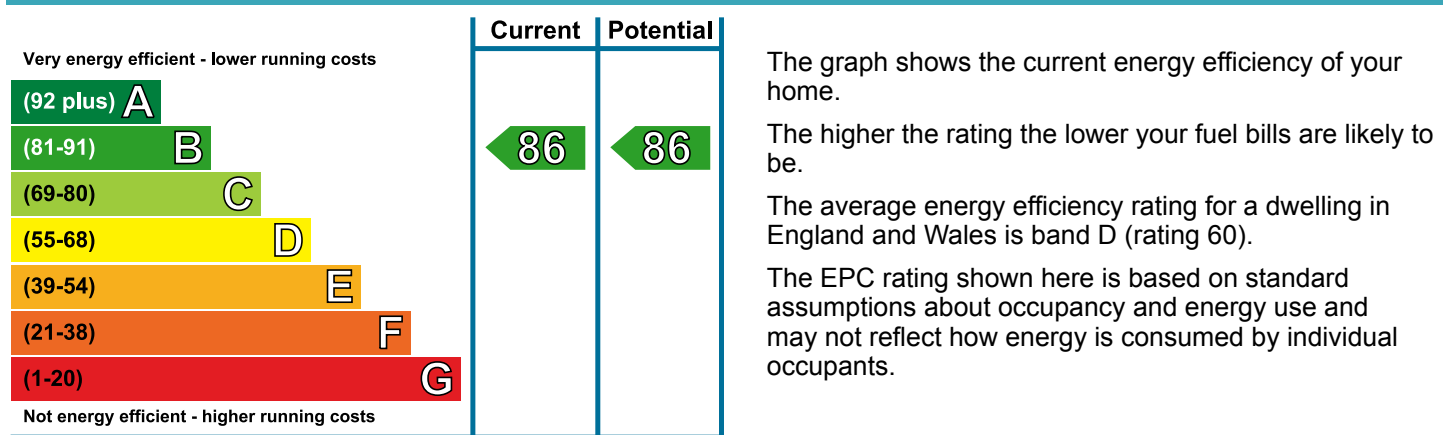 Current Potential
Very energy efficient - lower running costs
(92 plus) A
(81-91) B
86 86
(69-80) C
(55-68) D
(39-54) E
(21-38) F
(1-20) G
Not energy efficient - higher running costs
The graph shows the current energy efficiency of your
home.
The higher the rating the lower your fuel bills are likely to
be.
The average energy efficiency rating for a dwelling in
England and Wales is band D (rating 60).
The EPC rating shown here is based on standard
assumptions about occupancy and energy use and
may not reflect how energy is consumed by individual
occupants.